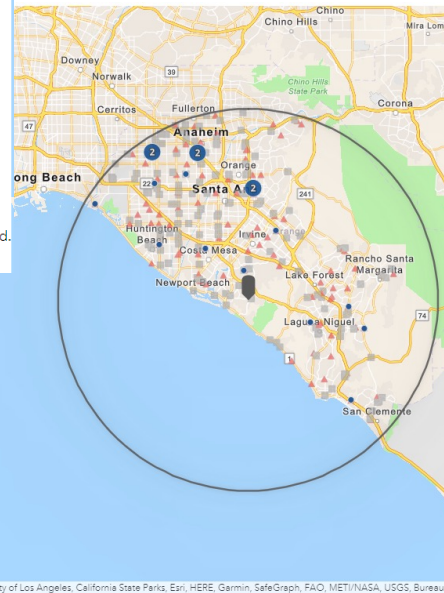 Chino
Chino Hills
Mira Lom
Downey
Norwalk
39
Chino Hills
State Park
Cerritos
Fullerton
Corona
47
Anaheim
2
2
Orange
ong Beach
22
Santa A
2
241
d.
Huntington
Beach
Irvine
range
Costa Mesa
Rancho Santa
Margarita
Lake Forest
Newport Beach
74
Laguna Niguel
1
San Clemente
ty of Los Angeles, California State Parks, Esri, HERE, Garmin, SafeGraph, FAO, METI/NASA, USGS, Bureau